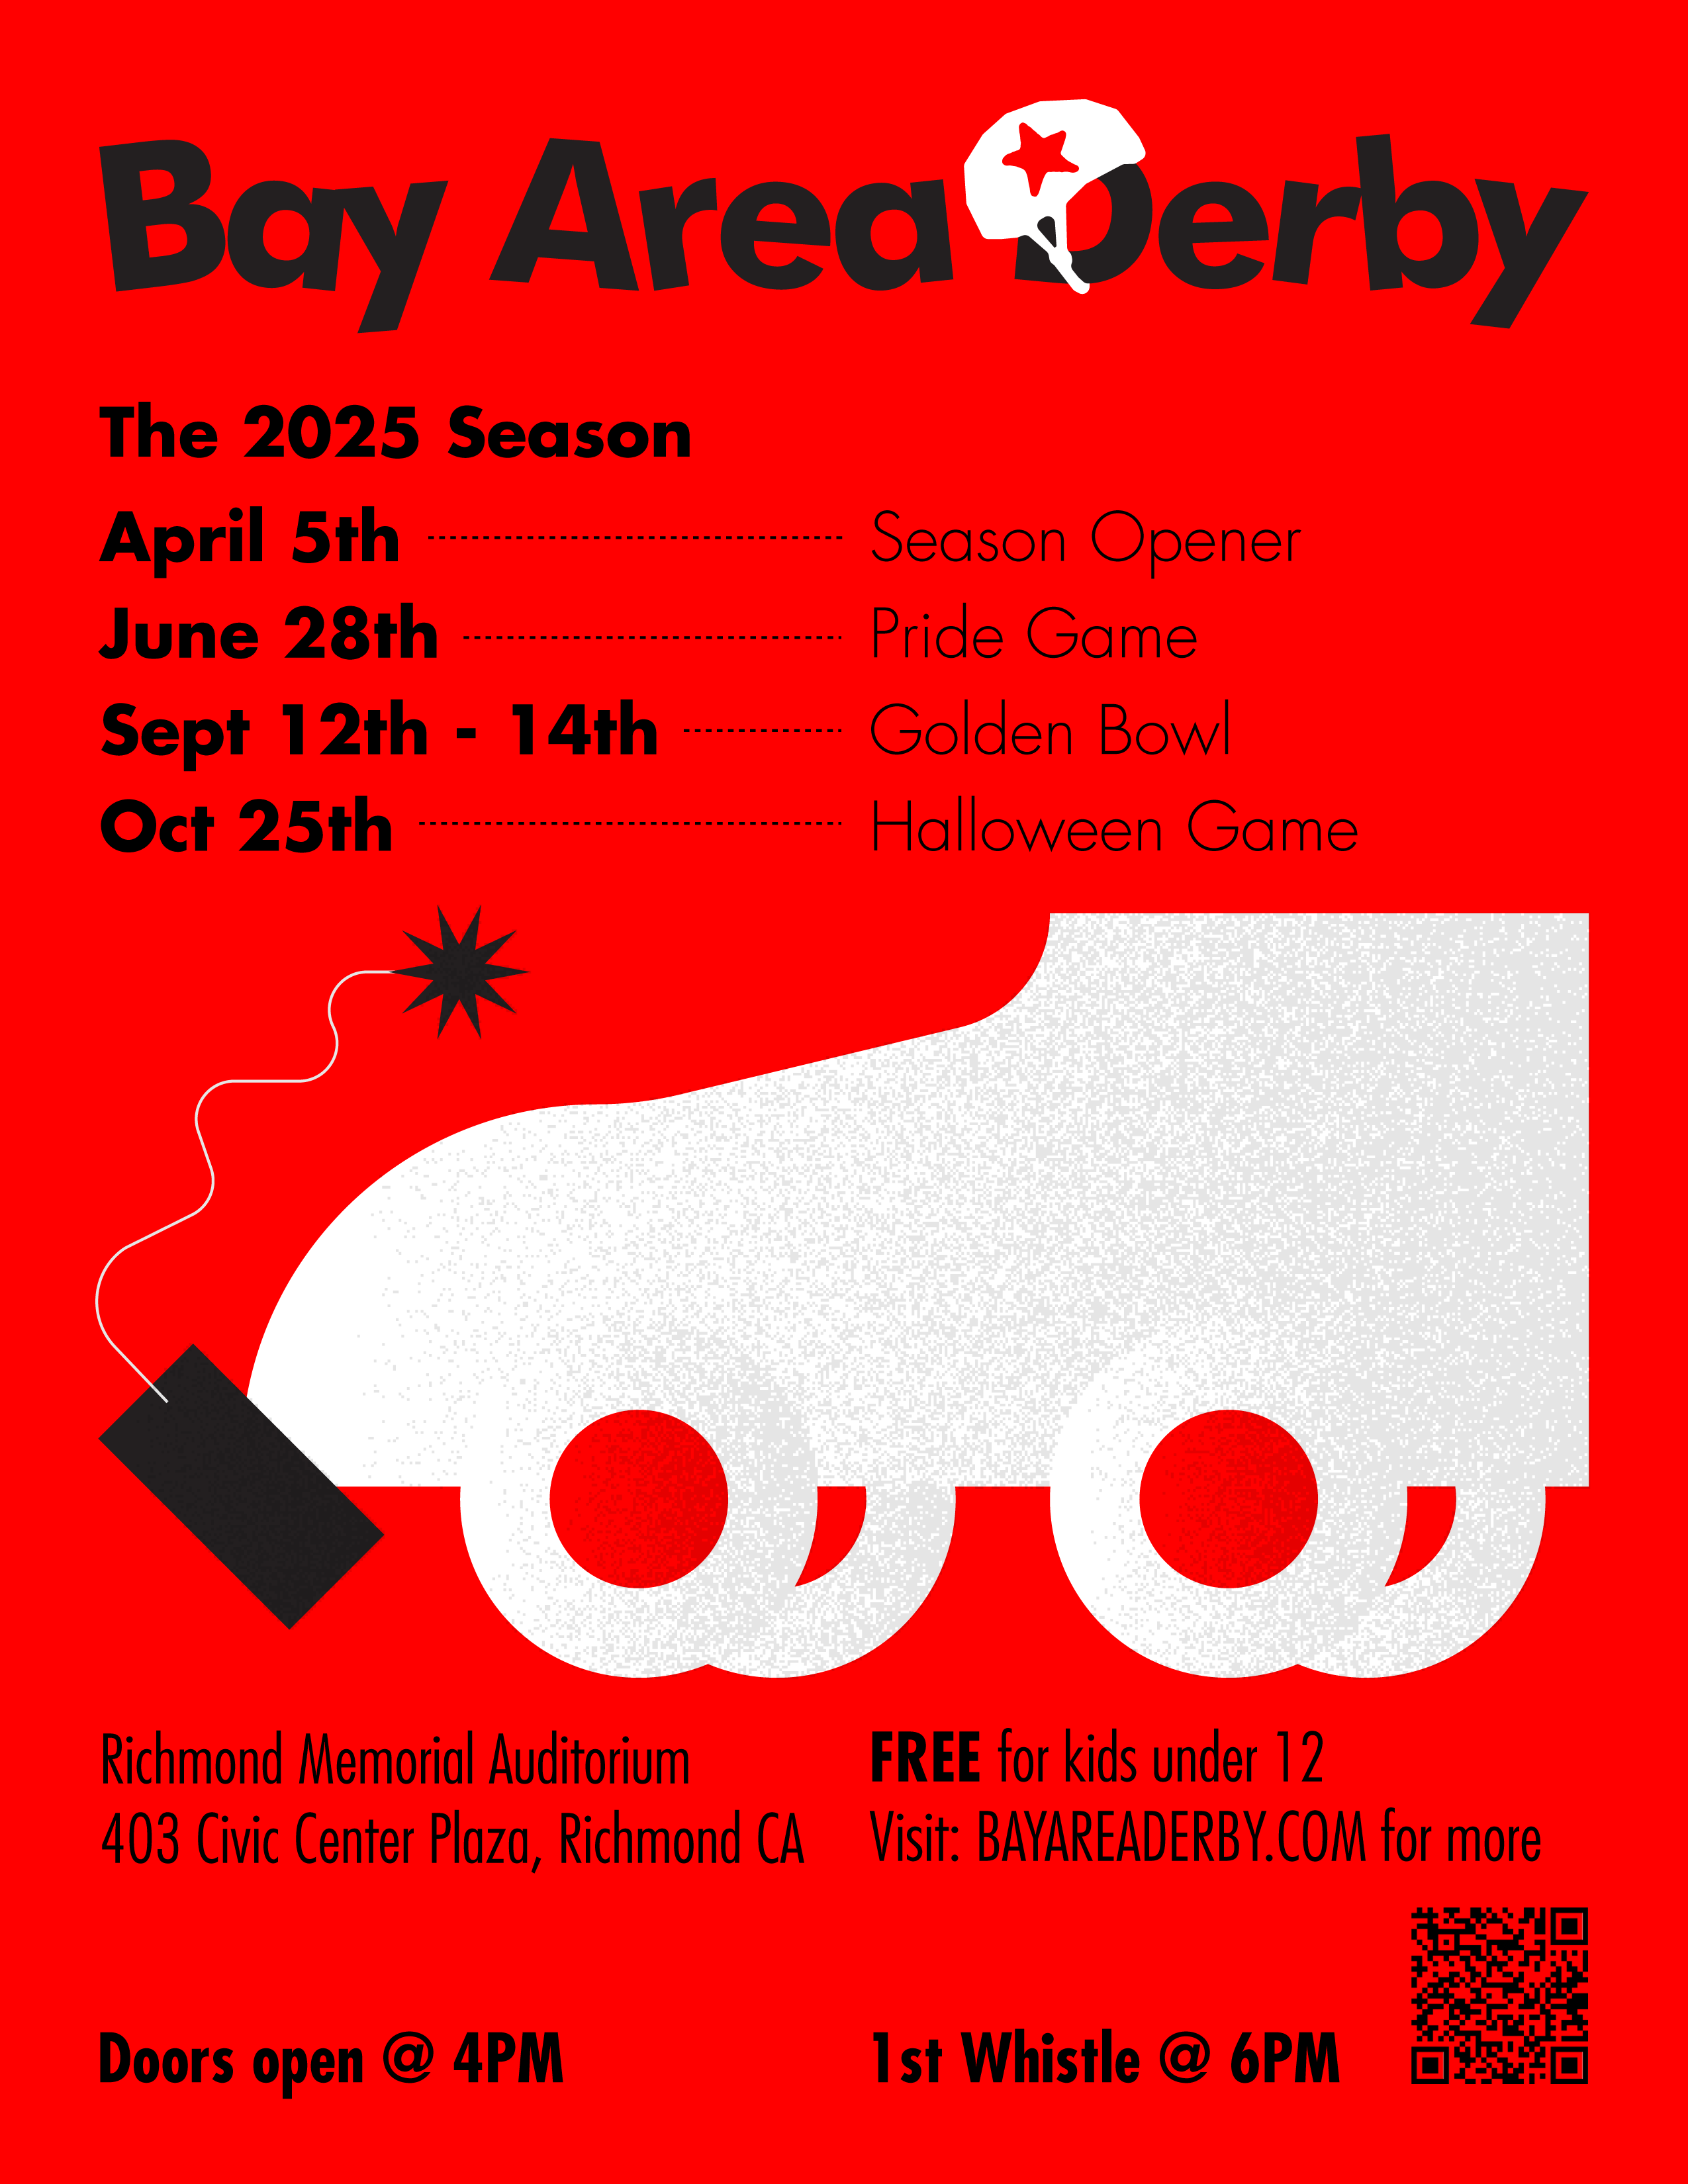 Bay Area Derby
The 2025 Season
April 5th Season Opener
June 28th Pride Game
Sept 12th - 14th Golden Bowl
Oct 25th Halloween Game
Richmond Memorial Auditorium
403 Civic Center Plaza, Richmond CA
FREE for kids under 12
Visit: BAYAREADERBY.COM for more
Doors open @ 4PM
1st Whistle @ 6PM